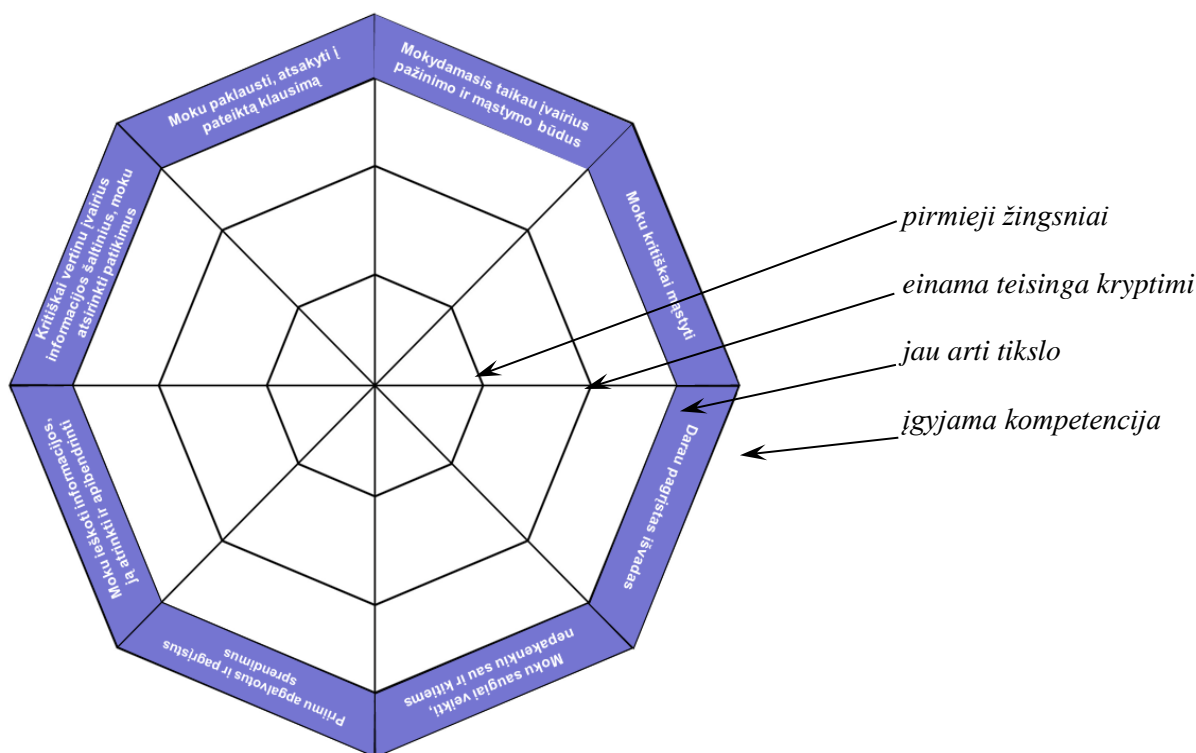 Moku paklausti, atsakyti į
pateiktą klausimą
Mokydamasis taikau įvairius
pažinimo ir mąstymo būdus
Moku kritiškai mąstyti
Darau pagrįstas išvadas
Moku saugiai veikti,
nepakenkiu sau ir kitiems
Priimu apgalvotus ir pagrįstus
sprendimus
Moku ieškoti informacijos,
ją atrinkti ir apibendrinti
Kritiškai vertinu įvairius
informacijos šaltinius, moku
atsirinkti patikimus
pirmieji žingsniai
einama teisinga kryptimi
jau arti tikslo
įgyjama kompetencija